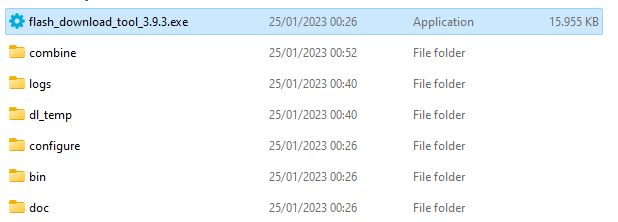 flash_download_tool_3.9.3.exe 25/01/2023 00:26 Application 15.955 KB
combine 25/01/2023 00:52 File folder
logs 25/01/2023 00:40 File folder
dl_temp 25/01/2023 00:40 File folder
configure 25/01/2023 00:26 File folder
bin 25/01/2023 00:26 File folder
doc 25/01/2023 00:26 File folder